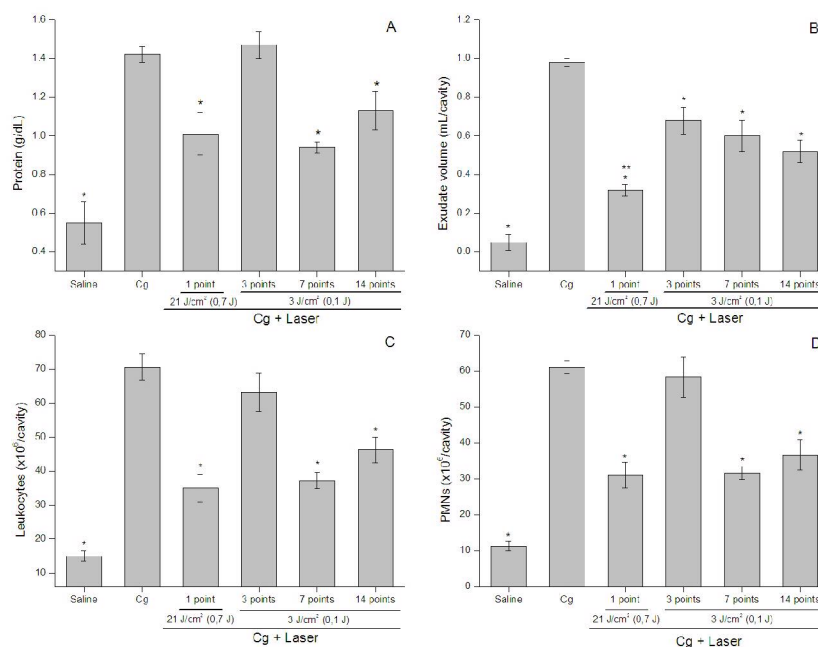 A
Protein (g/dL)
1.6
1.4
1.2
1.0
0.8
0.6
0.4
*
*
*
*
Saline Cg 1 point 3 points 7 points 14 points
21 J/cm² (0,7 J) 3 J/cm² (0,1 J)
Cg + Laser
B
Exudate volume (mL/cavity)
1.2
1.0
0.8
0.6
0.4
0.2
0.0
*
**
*
*
*
*
Saline Cg 1 point 3 points 7 points 14 points
21 J/cm² (0,7 J) 3 J/cm² (0,1 J)
Cg + Laser
C
Leukocytes (x10⁶/cavity)
80
70
60
50
40
30
20
10
*
*
*
*
Saline Cg 1 point 3 points 7 points 14 points
21 J/cm² (0,7 J) 3 J/cm² (0,1 J)
Cg + Laser
D
PMNs (x10⁶/cavity)
70
60
50
40
30
20
10
0
*
*
*
*
Saline Cg 1 point 3 points 7 points 14 points
21 J/cm² (0,7 J) 3 J/cm² (0,1 J)
Cg + Laser